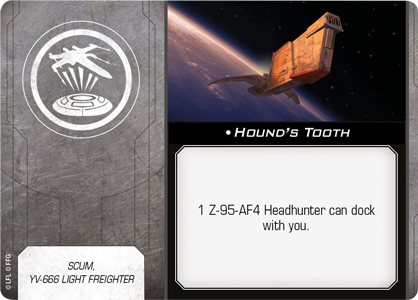 • HOUND'S TOOTH
1 Z-95-AF4 Headhunter can dock
with you.
SCUM,
YV-666 LIGHT FREIGHTER
©LFL ©FFG